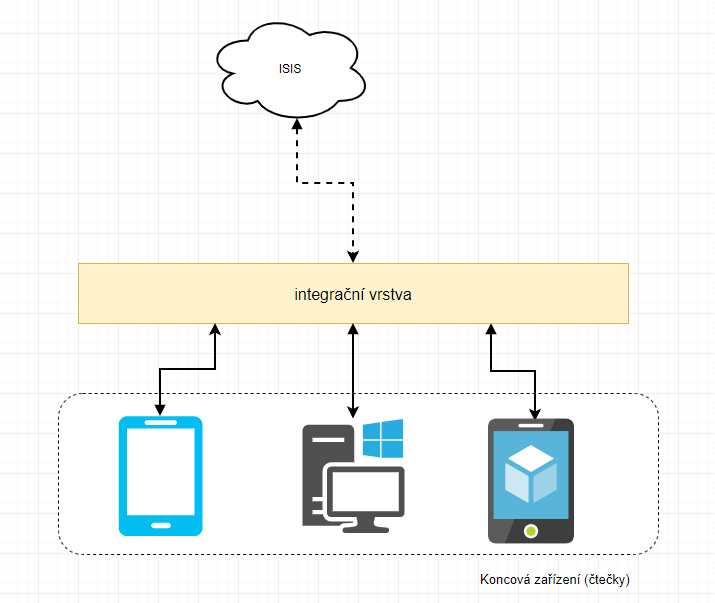 ISIS
integrační vrstva
Koncová zařízení (čtečky)